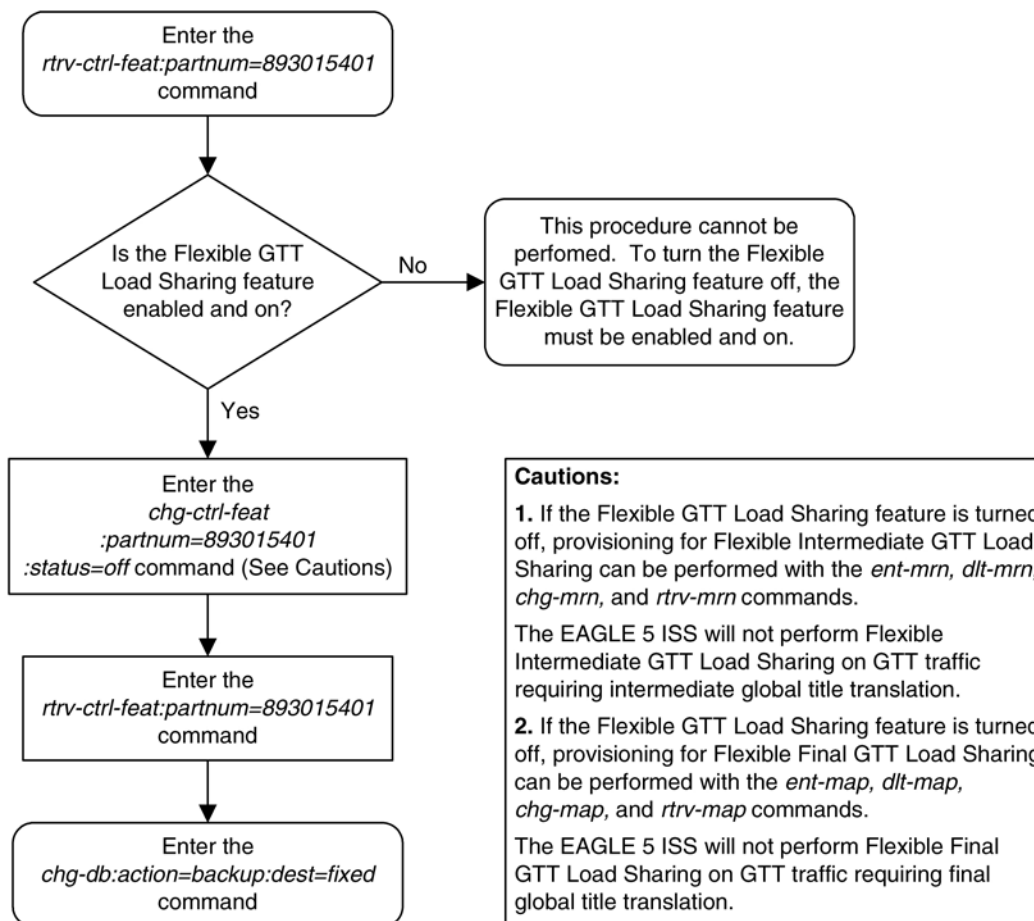 Enter the
rtrv-ctrl-feat:partnum=893015401
command
Is the Flexible GTT
Load Sharing feature
enabled and on?
No
This procedure cannot be
perfomed. To turn the Flexible
GTT Load Sharing feature off, the
Flexible GTT Load Sharing feature
must be enabled and on.
Yes
Enter the
chg-ctrl-feat
:partnum=893015401
:status=off command (See Cautions)
Enter the
rtrv-ctrl-feat:partnum=893015401
command
Enter the
chg-db:action=backup:dest=fixed
command
Cautions:
1. If the Flexible GTT Load Sharing feature is turned
off, provisioning for Flexible Intermediate GTT Load
Sharing can be performed with the ent-mrn, dlt-mrn,
chg-mrn, and rtrv-mrn commands.
The EAGLE 5 ISS will not perform Flexible
Intermediate GTT Load Sharing on GTT traffic
requiring intermediate global title translation.
2. If the Flexible GTT Load Sharing feature is turned
off, provisioning for Flexible Final GTT Load Sharing
can be performed with the ent-map, dlt-map,
chg-map, and rtrv-map commands.
The EAGLE 5 ISS will not perform Flexible Final
GTT Load Sharing on GTT traffic requiring final
global title translation.